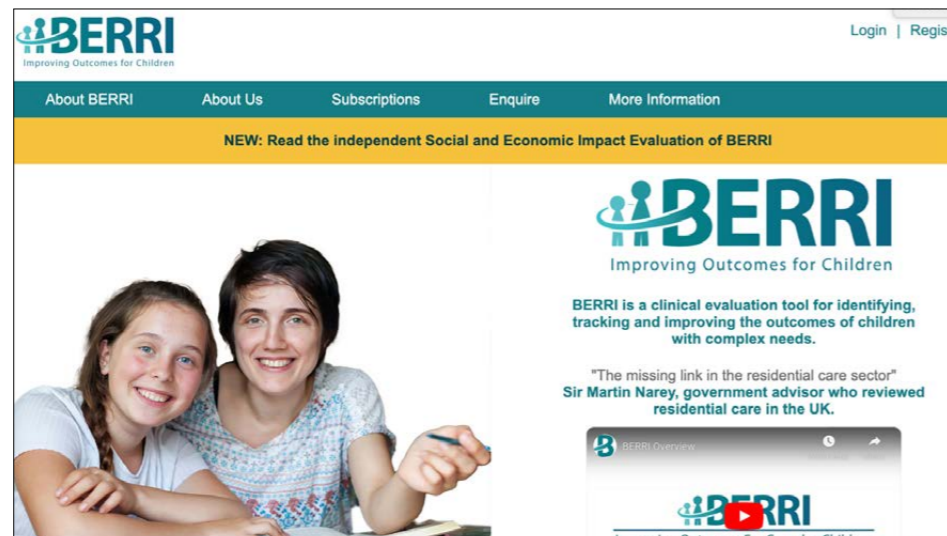 BERRI
Improving Outcomes for Children
Login | Regis
About BERRI About Us Subscriptions Enquire More Information
NEW: Read the independent Social and Economic Impact Evaluation of BERRI
BERRI
Improving Outcomes for Children
BERRI is a clinical evaluation tool for identifying,
tracking and improving the outcomes of children
with complex needs.
"The missing link in the residential care sector"
Sir Martin Narey, government advisor who reviewed
residential care in the UK.
B BERRI Overview
BERRI